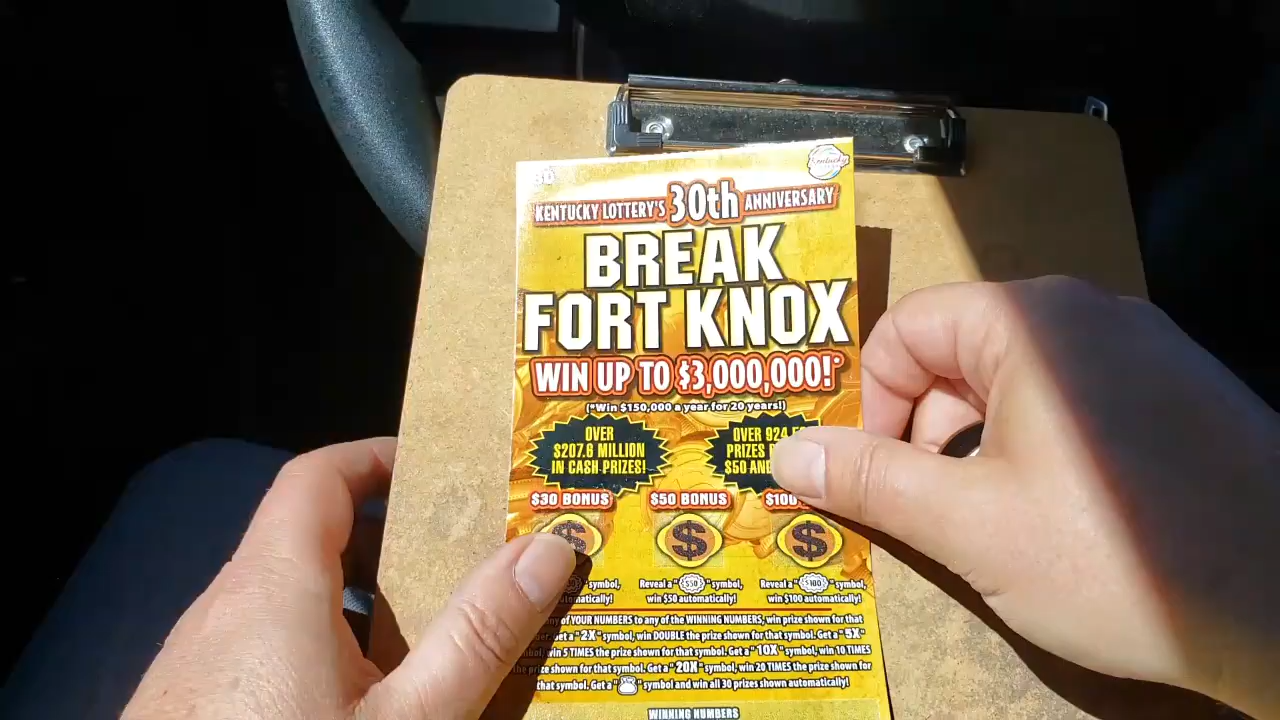 30
Kentucky
KENTUCKY LOTTERY'S 30th ANNIVERSARY
BREAK
FORT KNOX
WIN UP TO $3,000,000!*
(*Win $150,000 a year for 20 years!)
OVER
$207.6 MILLION
IN CASH PRIZES!
OVER 924
PRIZES
$50 AND
$30 BONUS
$50 BONUS
$100
$
$
$
symbol,
automatically!
Reveal a "$50" symbol,
win $50 automatically!
Reveal a "$100" symbol,
win $100 automatically!
of YOUR NUMBERS to any of the WINNING NUMBERS, win prize shown for that
Get a "2X" symbol, win DOUBLE the prize shown for that symbol. Get a "5X"
win 5 TIMES the prize shown for that symbol. Get a "10X" symbol, win 10 TIMES
prize shown for that symbol. Get a "20X" symbol, win 20 TIMES the prize shown for
that symbol. Get a " " symbol and win all 30 prizes shown automatically!
WINNING NUMBERS